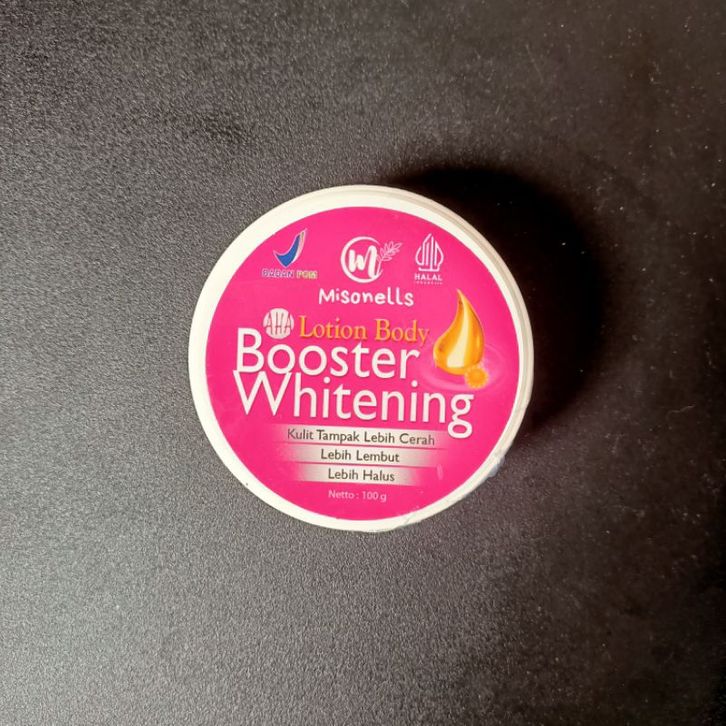 BADAN POM
HALAL
INDONESIA
Misonells
AHA Lotion Body
Booster
Whitening
Kulit Tampak Lebih Cerah
Lebih Lembut
Lebih Halus
Netto : 100 g